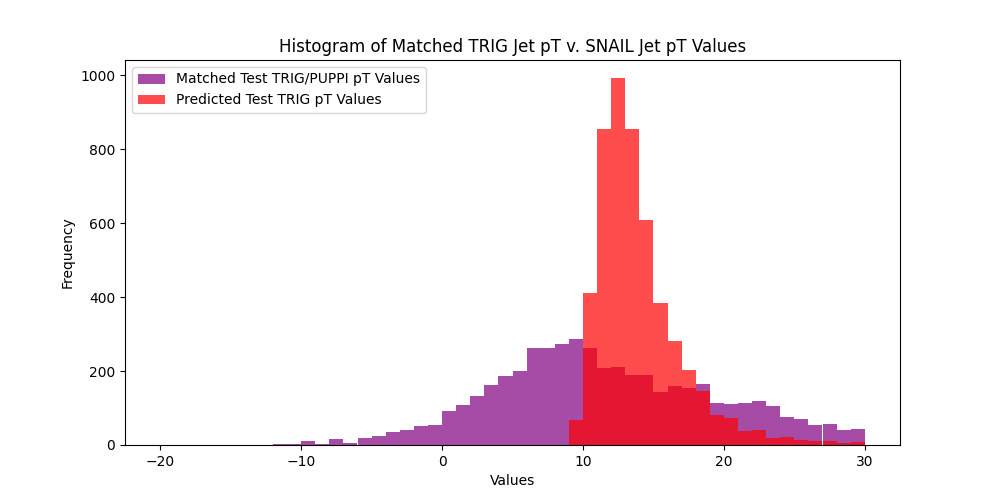 Histogram of Matched TRIG Jet pT v. SNAIL Jet pT Values
Matched Test TRIG/PUPPI pT Values
Predicted Test TRIG pT Values
1000
800
600
400
200
0
Frequency
−20
−10
0
10
20
30
Values